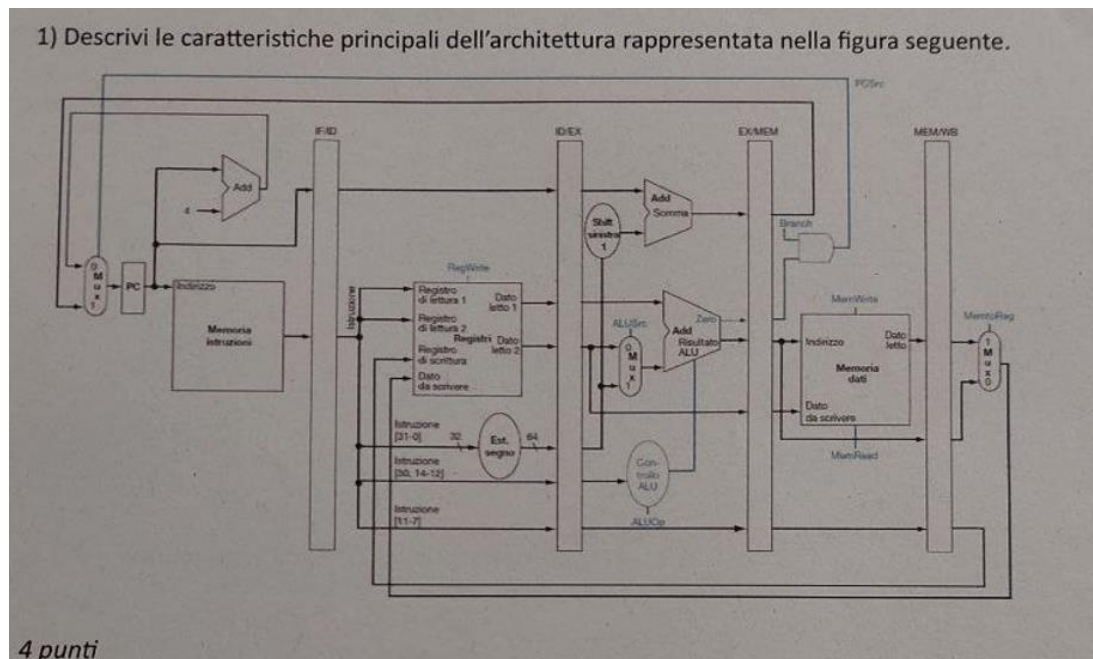 1) Descrivi le caratteristiche principali dell'architettura rappresentata nella figura seguente.
PCSrc
IF/ID
ID/EX
EX/MEM
MEM/WB
Add
4
Add
Somma
Shift
sinistra
1
Branch
0
M
u
x
1
PC
Indirizzo
Memoria
istruzioni
Istruzione
RegWrite
Registro
di lettura 1
Dato
letto 1
Registro
di lettura 2
Registri
Dato
letto 2
Registro
di scrittura
Dato
da scrivere
ALUSrc
0
M
u
x
1
Add
Zero
Risultato
ALU
MemWrite
Indirizzo
Dato
letto
Memoria
dati
Dato
da scrivere
MemRead
MemtoReg
1
M
u
x
0
Istruzione
[31-0]
32
Est.
segno
64
Istruzione
[30, 14-12]
Istruzione
[11-7]
Con-
trollo
ALU
ALUOp
4 punti